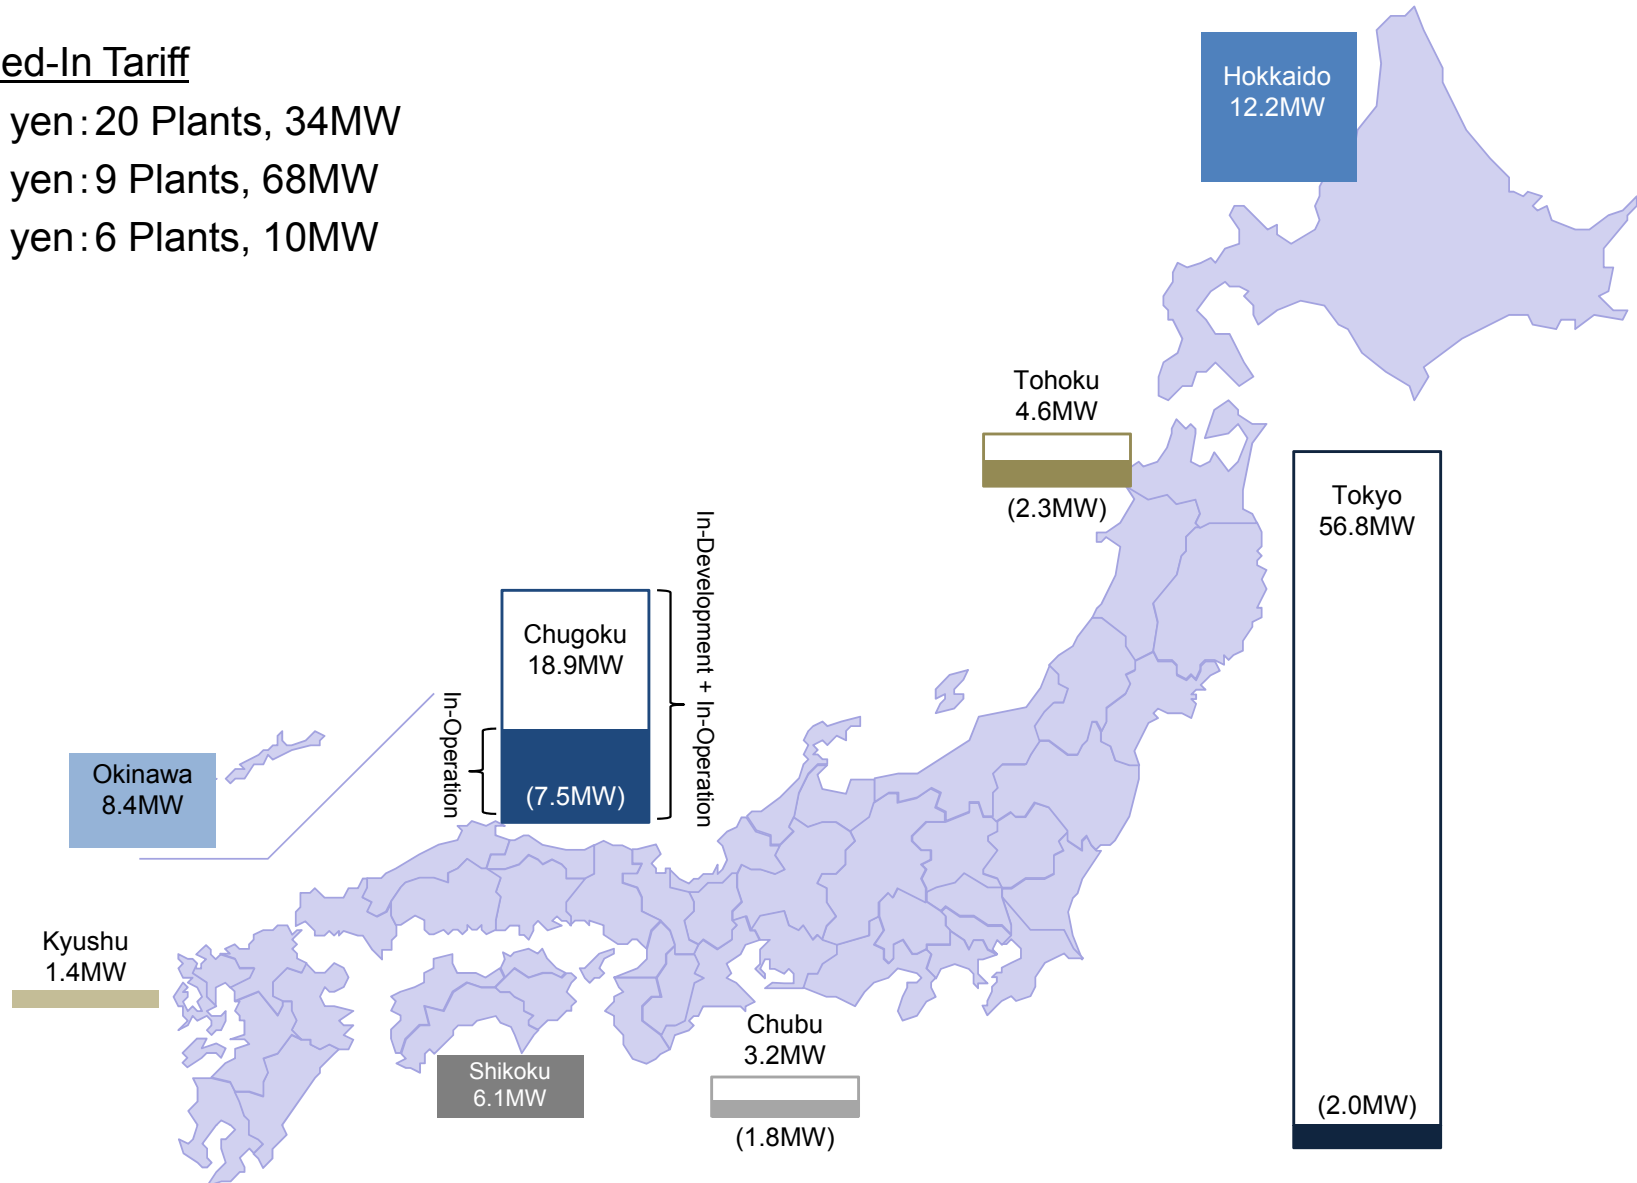 ed-In Tariff
yen：20 Plants, 34MW
yen：9 Plants, 68MW
yen：6 Plants, 10MW
Hokkaido
12.2MW
Tohoku
4.6MW
(2.3MW)
Tokyo
56.8MW
(2.0MW)
In-Development + In-Operation
Chugoku
18.9MW
In-Operation
(7.5MW)
Okinawa
8.4MW
Kyushu
1.4MW
Shikoku
6.1MW
Chubu
3.2MW
(1.8MW)